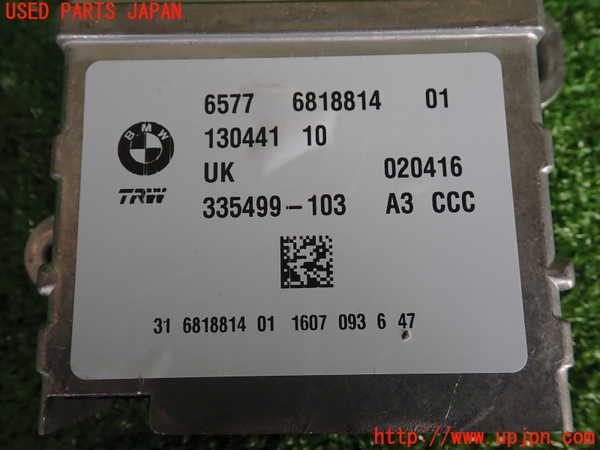 USED PARTS JAPAN
BMW
6577 6818814 01
130441 10
UK 020416
TRW
335499-103 A3 CCC
31 6818814 01 1607 093 6 47
http://www.upjpn.com/